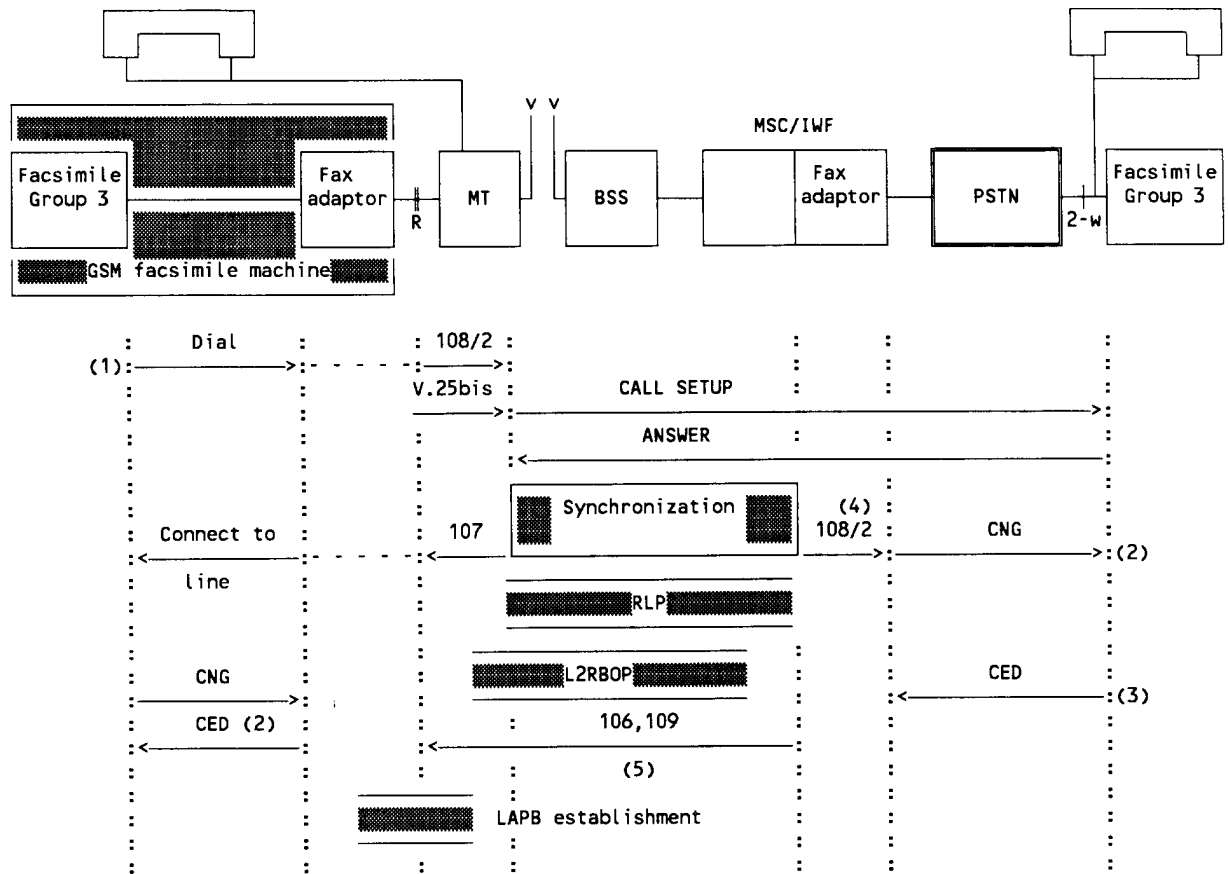 MSC/IWF
Facsimile
Group 3
Fax
adaptor
R
MT
BSS
Fax
adaptor
PSTN
2-w
Facsimile
Group 3
GSM facsimile machine
Dial
108/2
(1)
V.25bis
CALL SETUP
ANSWER
Synchronization
(4)
Connect to
107
108/2
CNG
(2)
line
RLP
L2RBOP
CNG
CED
(3)
CED (2)
106,109
(5)
LAPB establishment